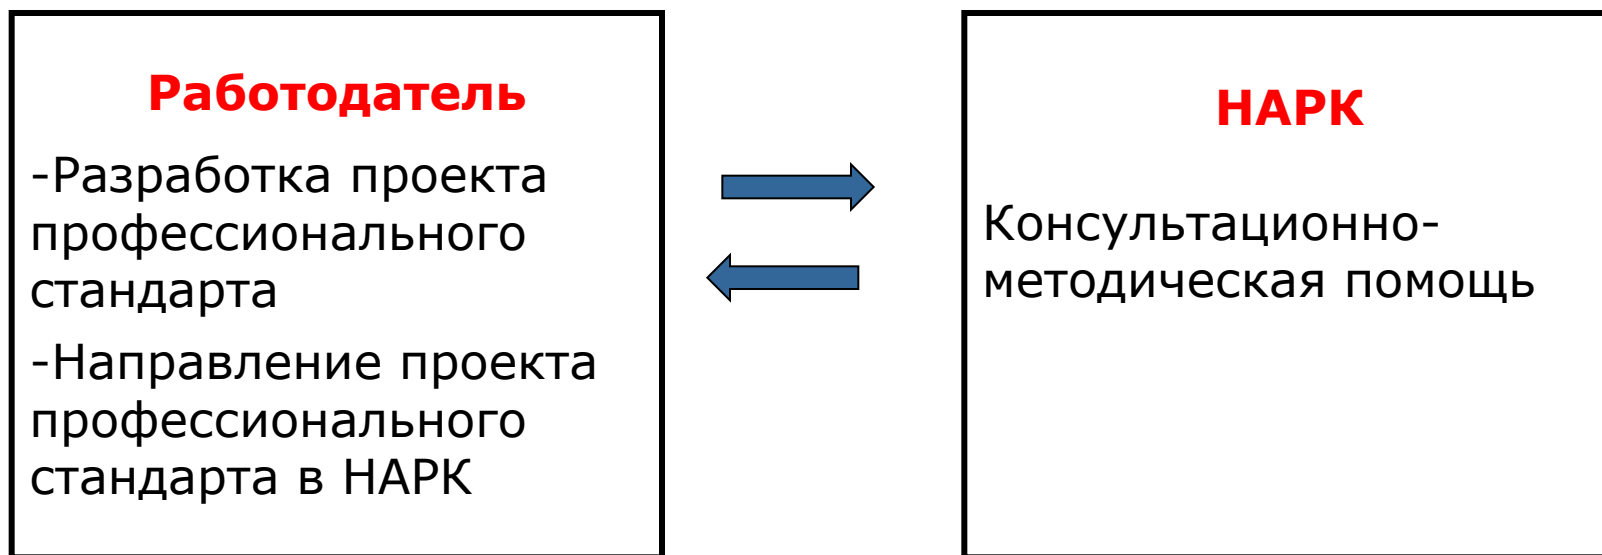 Работодатель
-Разработка проекта
профессионального
стандарта
-Направление проекта
профессионального
стандарта в НАРК
НАРК
Консультационно-
методическая помощь